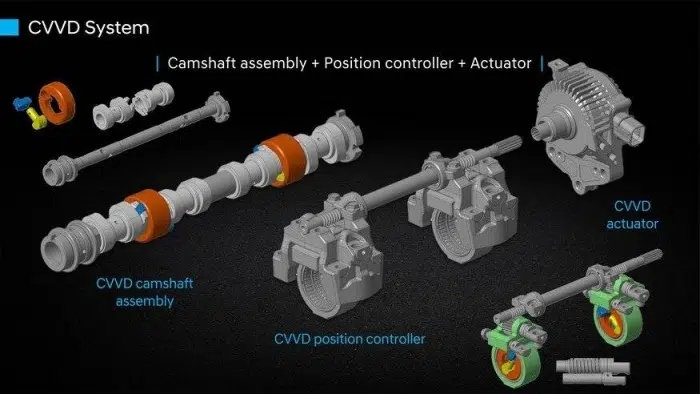 CVVD System
| Camshaft assembly + Position controller + Actuator |
CVVD
actuator
CVVD camshaft
assembly
CVVD position controller